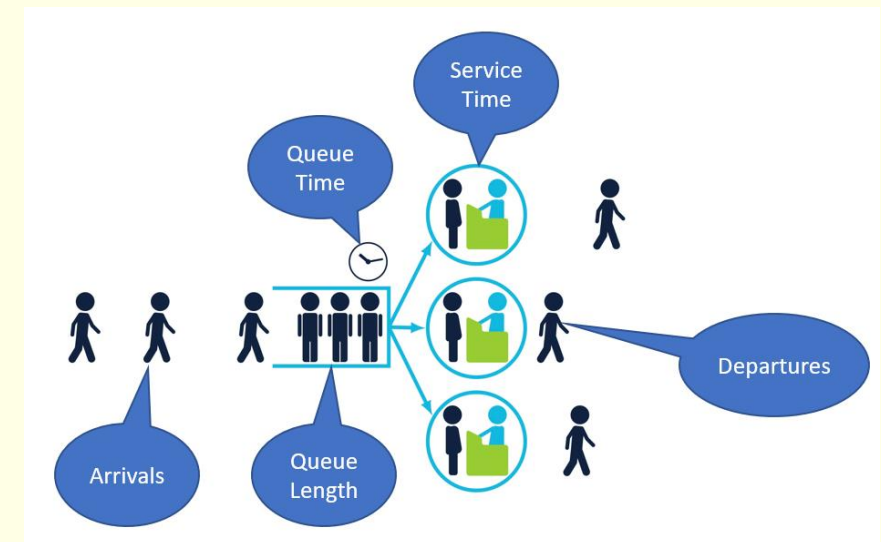 Service
Time
Queue
Time
Departures
Arrivals
Queue
Length